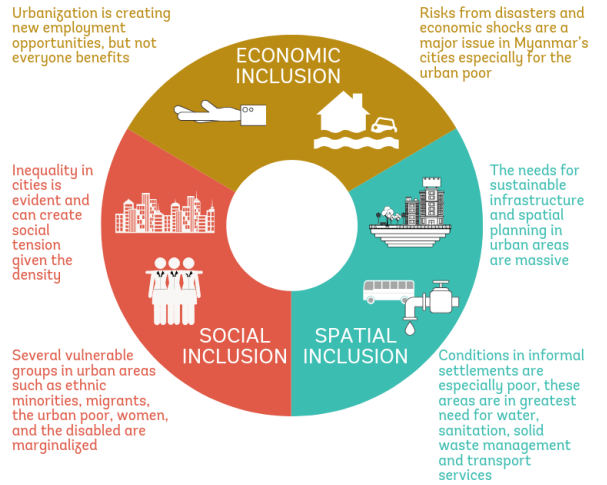 Urbanization is creating
new employment
opportunities, but not
everyone benefits
Risks from disasters and
economic shocks are a
major issue in Myanmar's
cities especially for the
urban poor
ECONOMIC
INCLUSION
Inequality in
cities is
evident and
can create
social
tension
given the
density
The needs for
sustainable
infrastructure
and spatial
planning in
urban areas
are massive
SOCIAL
INCLUSION
SPATIAL
INCLUSION
Several vulnerable
groups in urban areas
such as ethnic
minorities, migrants,
the urban poor, women,
and the disabled are
marginalized
Conditions in informal
settlements are
especially poor, these
areas are in greatest
need for water,
sanitation, solid
waste management
and transport
services